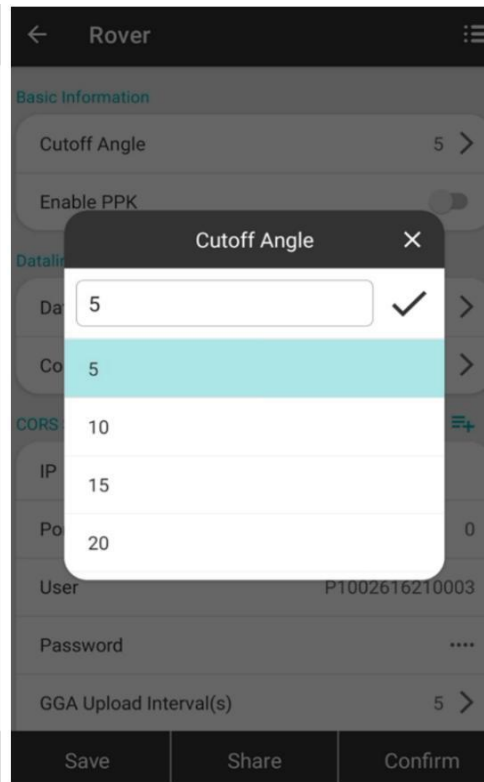 Rover
Basic Information
Cutoff Angle 5
Enable PPK
Cutoff Angle
5
5
10
15
20
CORS
IP
0
User P1002616210003
Password ••••
GGA Upload Interval(s) 5
Save Share Confirm